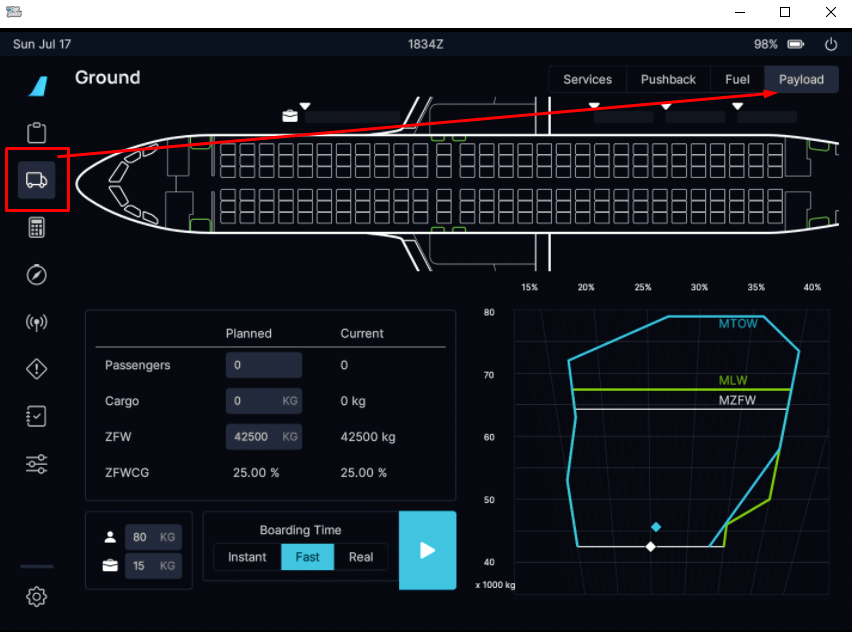 Sun Jul 17
1834Z
98%
Ground
Services
Pushback
Fuel
Payload
Planned
Current
Passengers
0
0
Cargo
0 KG
0 kg
ZFW
42500 KG
42500 kg
ZFWCG
25.00 %
25.00 %
80 KG
15 KG
Boarding Time
Instant
Fast
Real
15%
20%
25%
30%
35%
40%
80
70
60
50
40
x 1000 kg
MTOW
MLW
MZFW